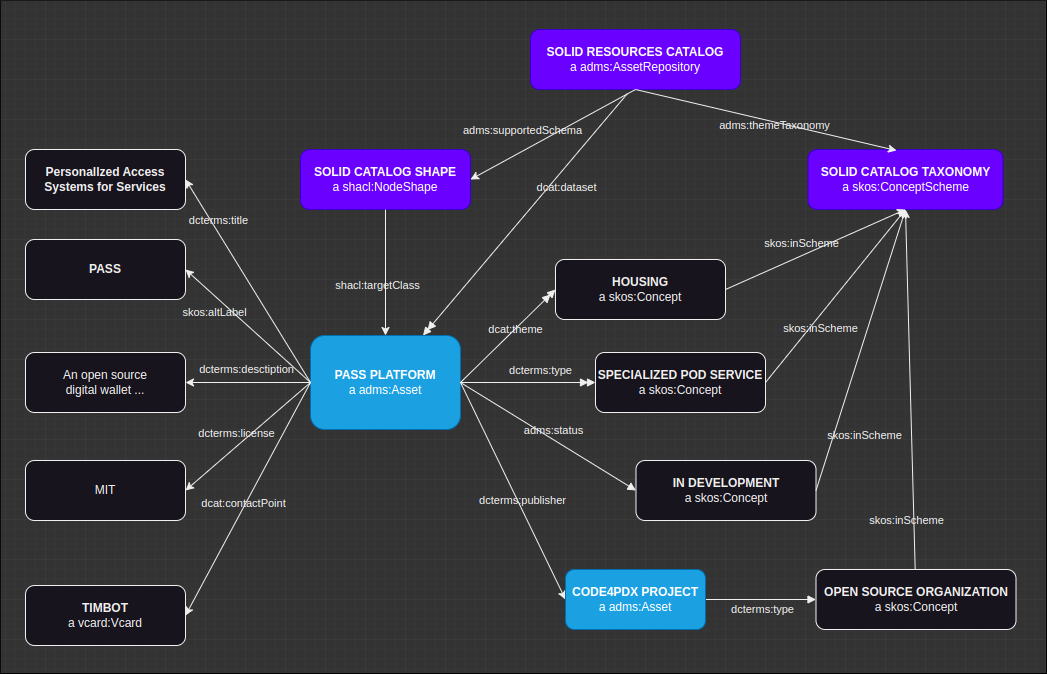 SOLID RESOURCES CATALOG
a adms:AssetRepository
adms:supportedSchema
adms:themeTaxonomy
Personallzed Access
Systems for Services
SOLID CATALOG SHAPE
a shacl:NodeShape
SOLID CATALOG TAXONOMY
a skos:ConceptScheme
dcat:dataset
dcterms:title
skos:inScheme
PASS
HOUSING
a skos:Concept
shacl:targetClass
skos:altLabel
dcat:theme
skos:inScheme
An open source
digital wallet ...
dcterms:desctiption
PASS PLATFORM
a adms:Asset
dcterms:type
SPECIALIZED POD SERVICE
a skos:Concept
dcterms:license
adms:status
skos:inScheme
MIT
dcat:contactPoint
dcterms:publisher
IN DEVELOPMENT
a skos:Concept
skos:inScheme
TIMBOT
a vcard:Vcard
CODE4PDX PROJECT
a adms:Asset
dcterms:type
OPEN SOURCE ORGANIZATION
a skos:Concept